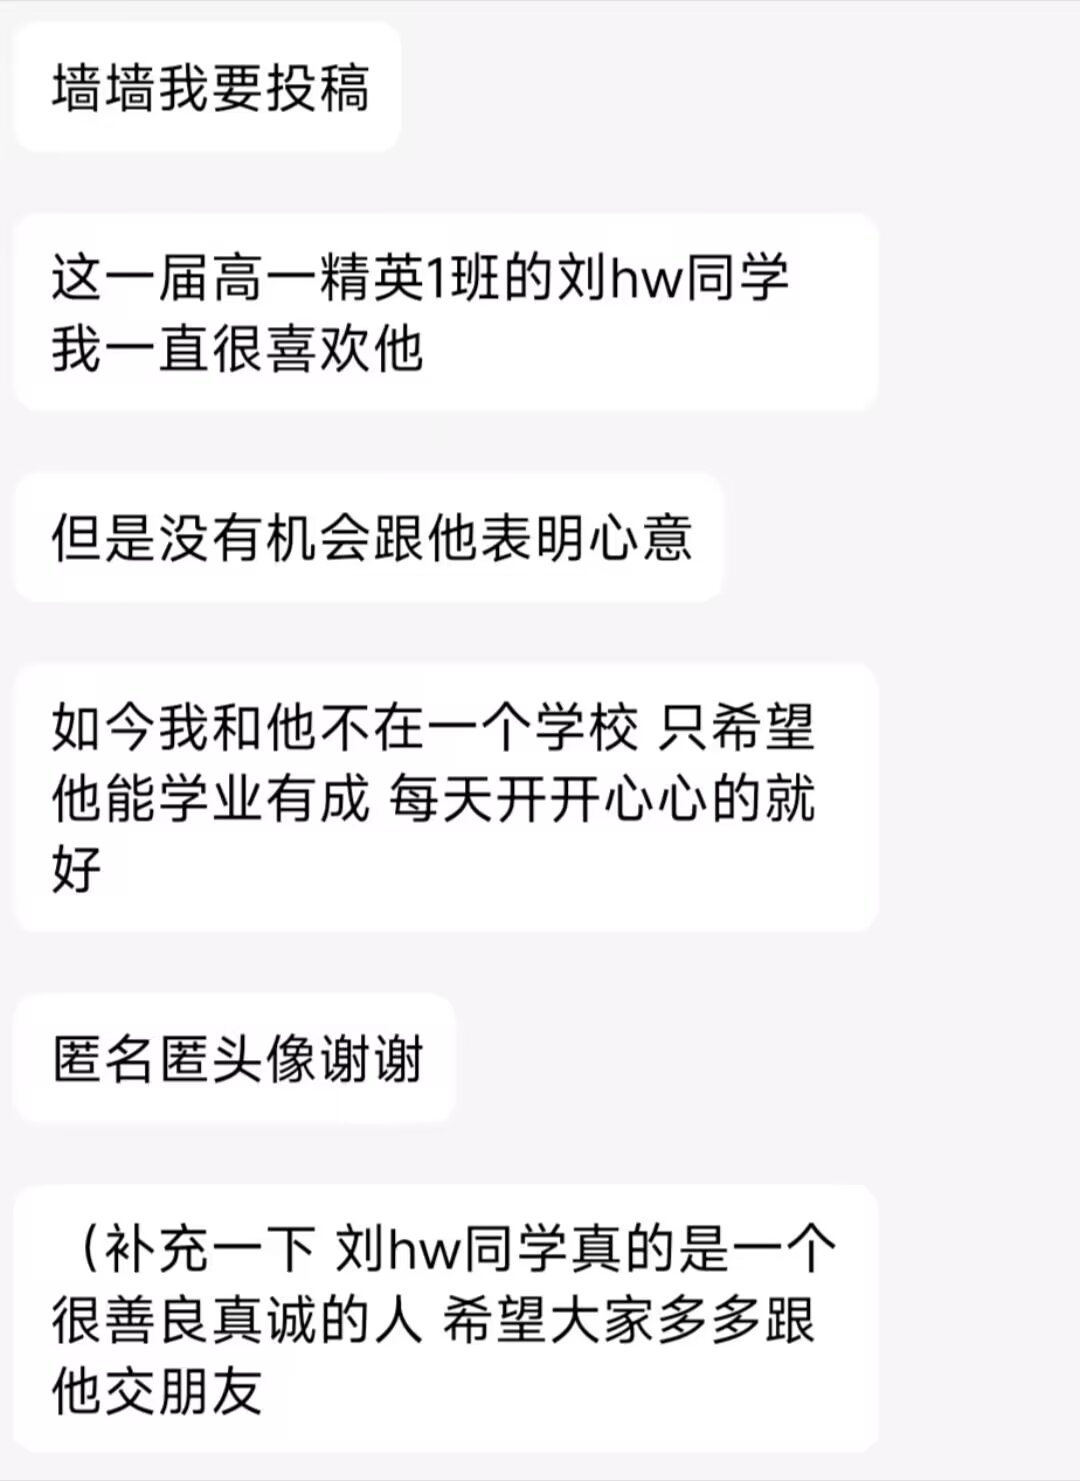 墙墙我要投稿
这一届高一精英1班的刘hw同学
我一直很喜欢他
但是没有机会跟他表明心意
如今我和他不在一个学校 只希望
他能学业有成 每天开开心心的就
好
匿名匿头像谢谢
（补充一下 刘hw同学真的是一个
很善良真诚的人 希望大家多多跟
他交朋友